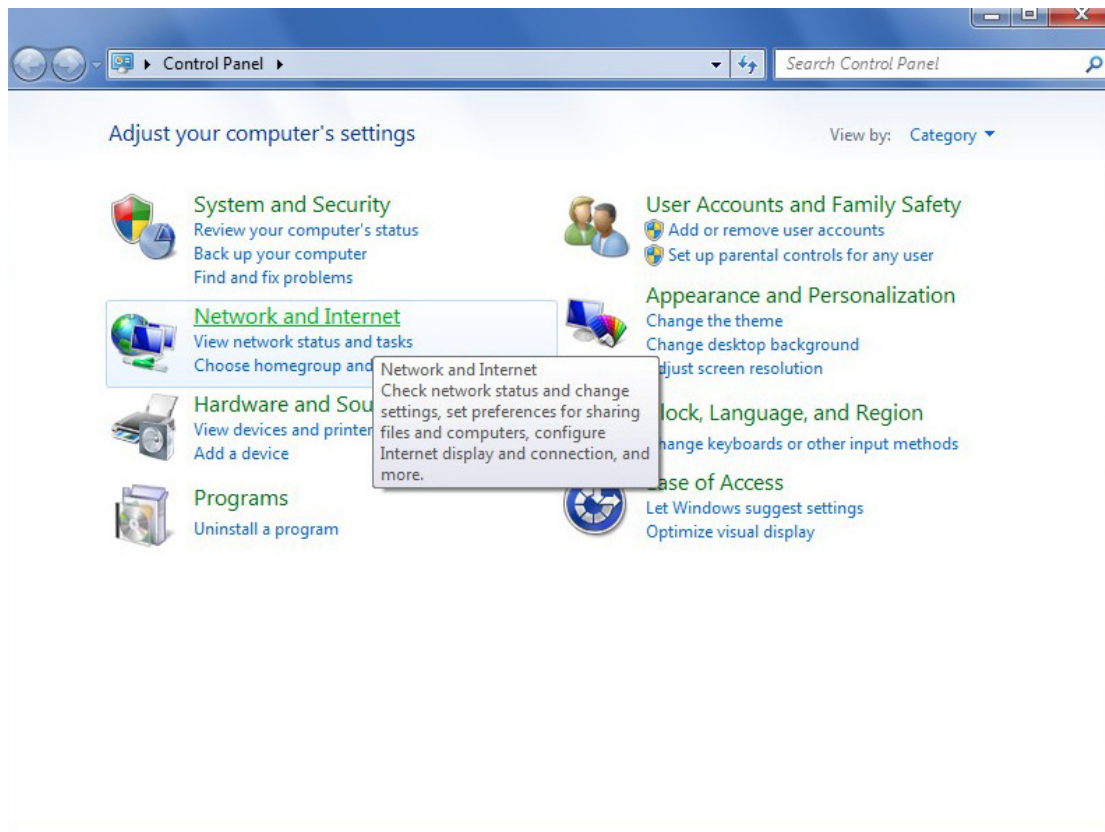 Control Panel
Search Control Panel
Adjust your computer's settings
View by: Category
System and Security
Review your computer's status
Back up your computer
Find and fix problems
Network and Internet
View network status and tasks
Choose homegroup and
Network and Internet
Check network status and change
settings, set preferences for sharing
files and computers, configure
Internet display and connection, and
more.
Hardware and Sou
View devices and printer
Add a device
Programs
Uninstall a program
User Accounts and Family Safety
Add or remove user accounts
Set up parental controls for any user
Appearance and Personalization
Change the theme
Change desktop background
djust screen resolution
lock, Language, and Region
hange keyboards or other input methods
ase of Access
Let Windows suggest settings
Optimize visual display